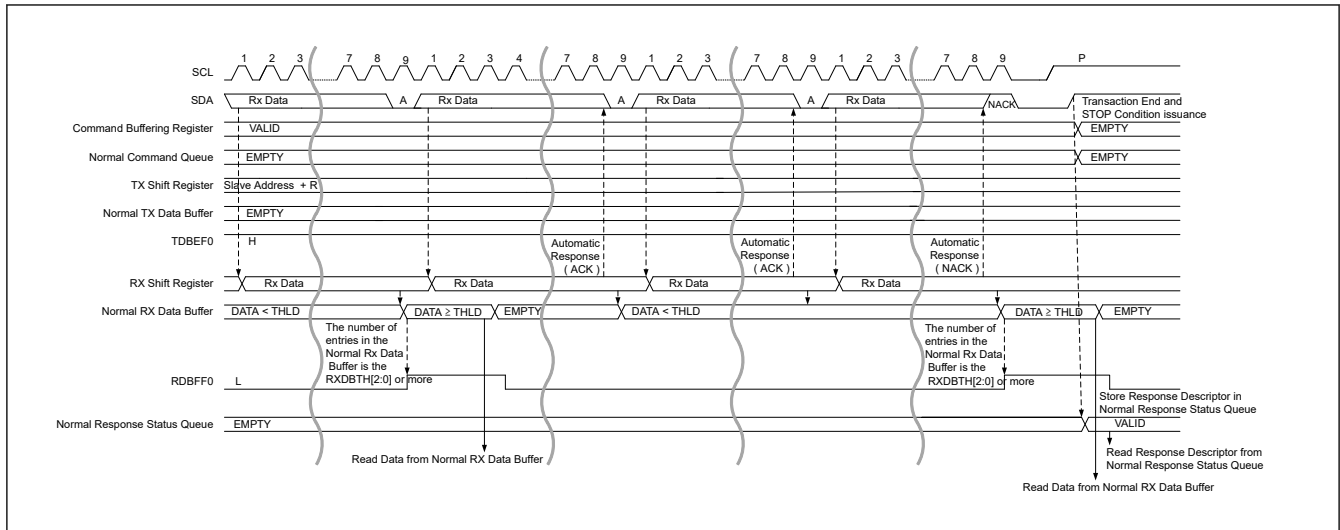 1 2 3 7 8 9 1 2 3 4 7 8 9 1 2 3 7 8 9 1 2 3 7 8 9 P
SCL
SDA Rx Data A Rx Data A Rx Data A Rx Data NACK Transaction End and
STOP Condition issuance
Command Buffering Register VALID EMPTY
Normal Command Queue EMPTY EMPTY
TX Shift Register Slave Address + R
Normal TX Data Buffer EMPTY
TDBEF0 H
Automatic
Response
( ACK )
Automatic
Response
( ACK )
Automatic
Response
( NACK )
RX Shift Register Rx Data Rx Data Rx Data Rx Data
Normal RX Data Buffer DATA < THLD DATA ≥ THLD EMPTY DATA < THLD DATA ≥ THLD EMPTY
The number of
entries in the
Normal Rx Data
Buffer is the
RXDBTH[2:0] or more
The number of
entries in the
Normal Rx Data
Buffer is the
RXDBTH[2:0] or more
RDBFF0 L
Store Response Descriptor in
Normal Response Status Queue
Normal Response Status Queue EMPTY VALID
Read Data from Normal RX Data Buffer
Read Response Descriptor from
Normal Response Status Queue
Read Data from Normal RX Data Buffer